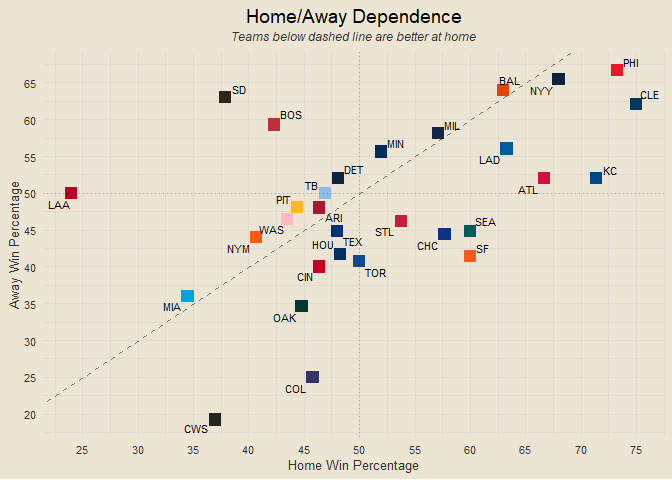 Home/Away Dependence
Teams below dashed line are better at home
PHI
BAL
NYY
CLE
65
SD
60
BOS
MIL
MIN
LAD
55
DET
KC
TB
ATL
50
LAA
PIT
ARI
WAS
STL
SEA
45
NYM
HOU
TEX
CHC
SF
40
CIN
TOR
MIA
35
OAK
30
25
COL
20
CWS
25
30
35
40
45
50
55
60
65
70
75
Away Win Percentage
Home Win Percentage